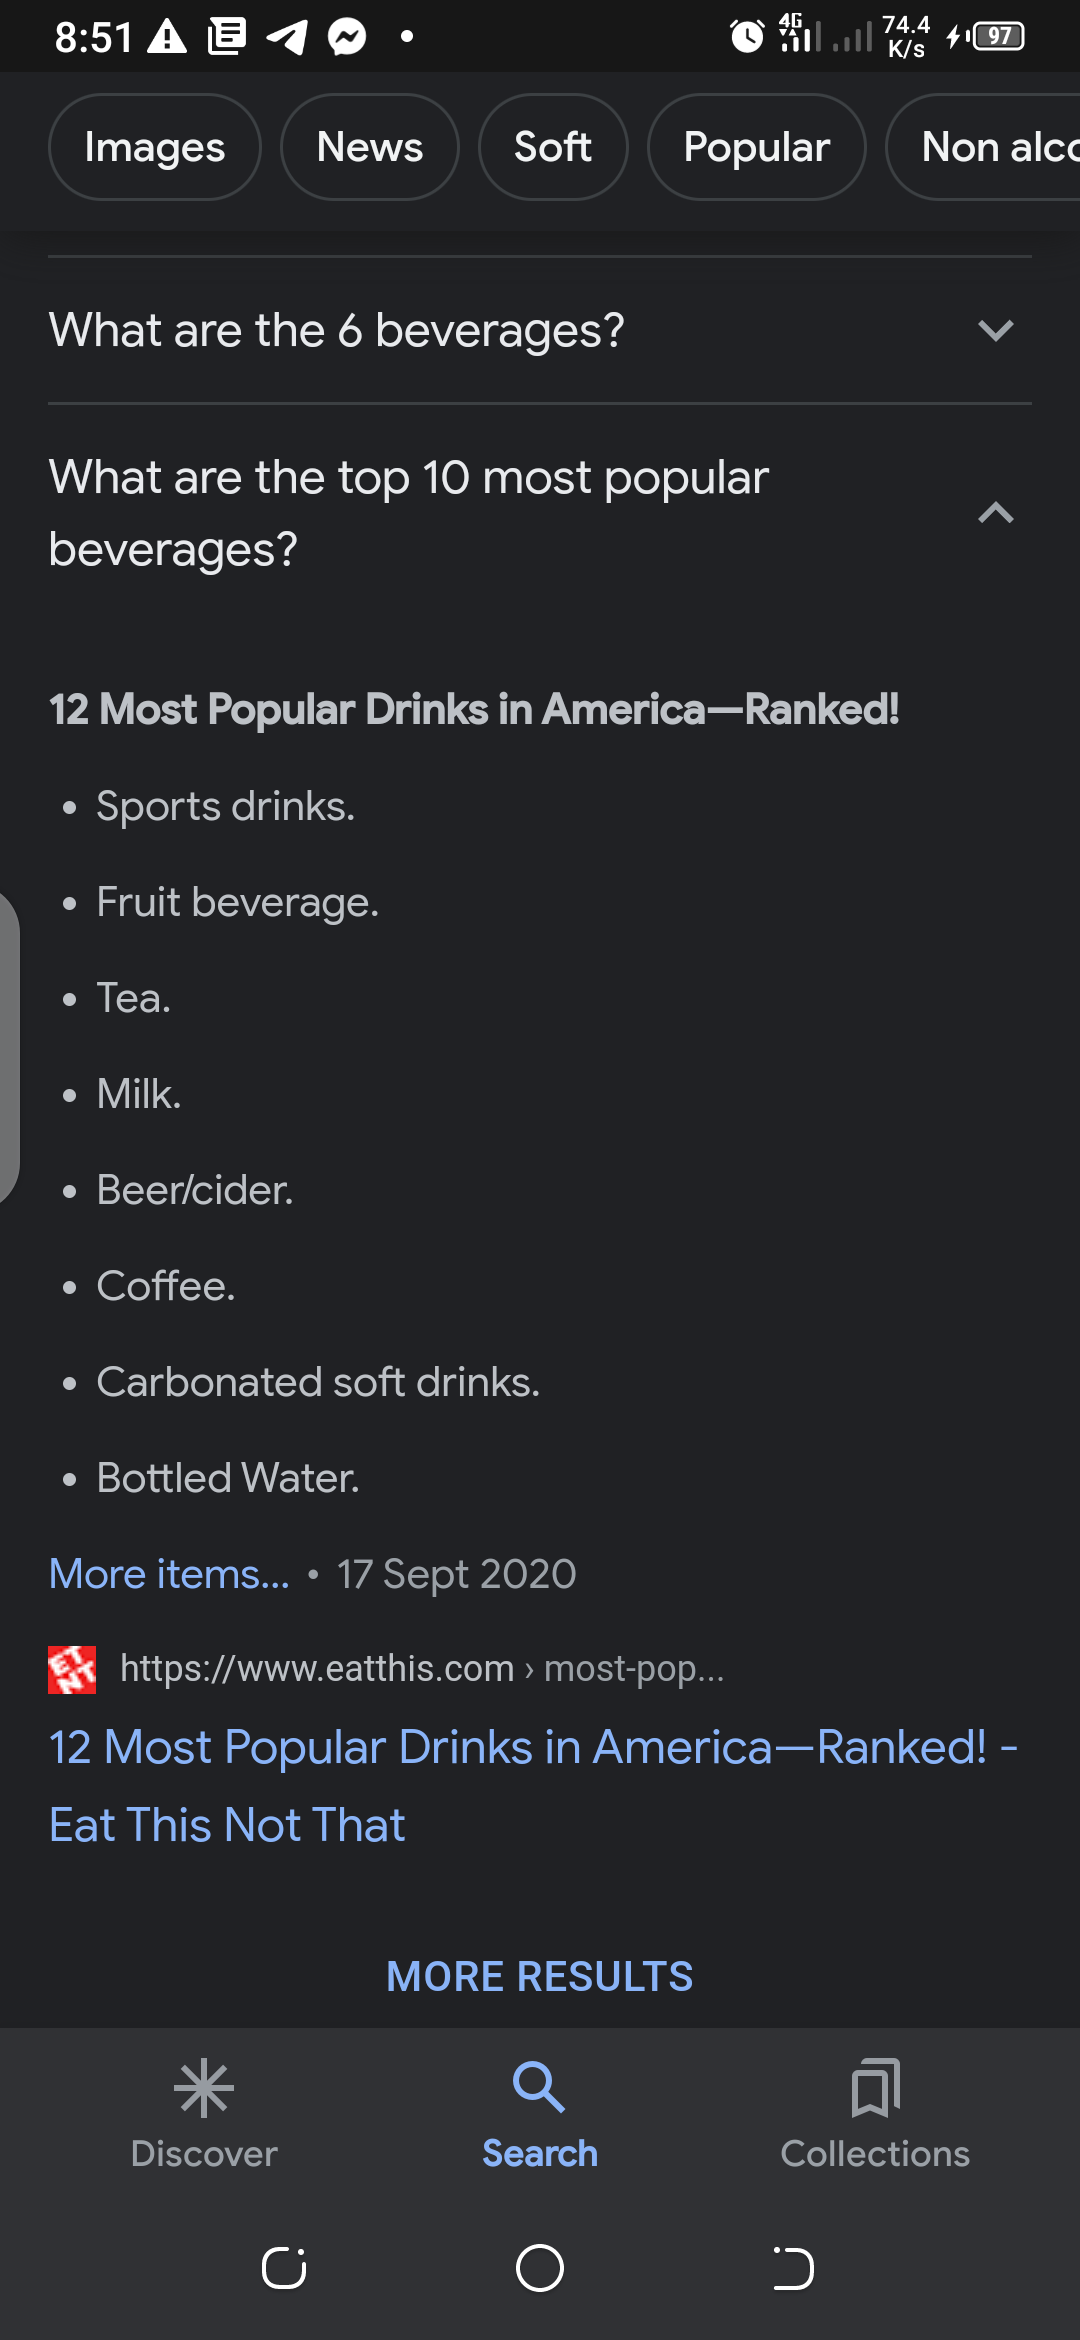 8:51 4G 74.4 K/s 97
Images News Soft Popular Non alco
What are the 6 beverages?
What are the top 10 most popular
beverages?
12 Most Popular Drinks in America—Ranked!
• Sports drinks.
• Fruit beverage.
• Tea.
• Milk.
• Beer/cider.
• Coffee.
• Carbonated soft drinks.
• Bottled Water.
More items... • 17 Sept 2020
ET
NT
https://www.eatthis.com › most-pop...
12 Most Popular Drinks in America—Ranked! -
Eat This Not That
MORE RESULTS
Discover Search Collections